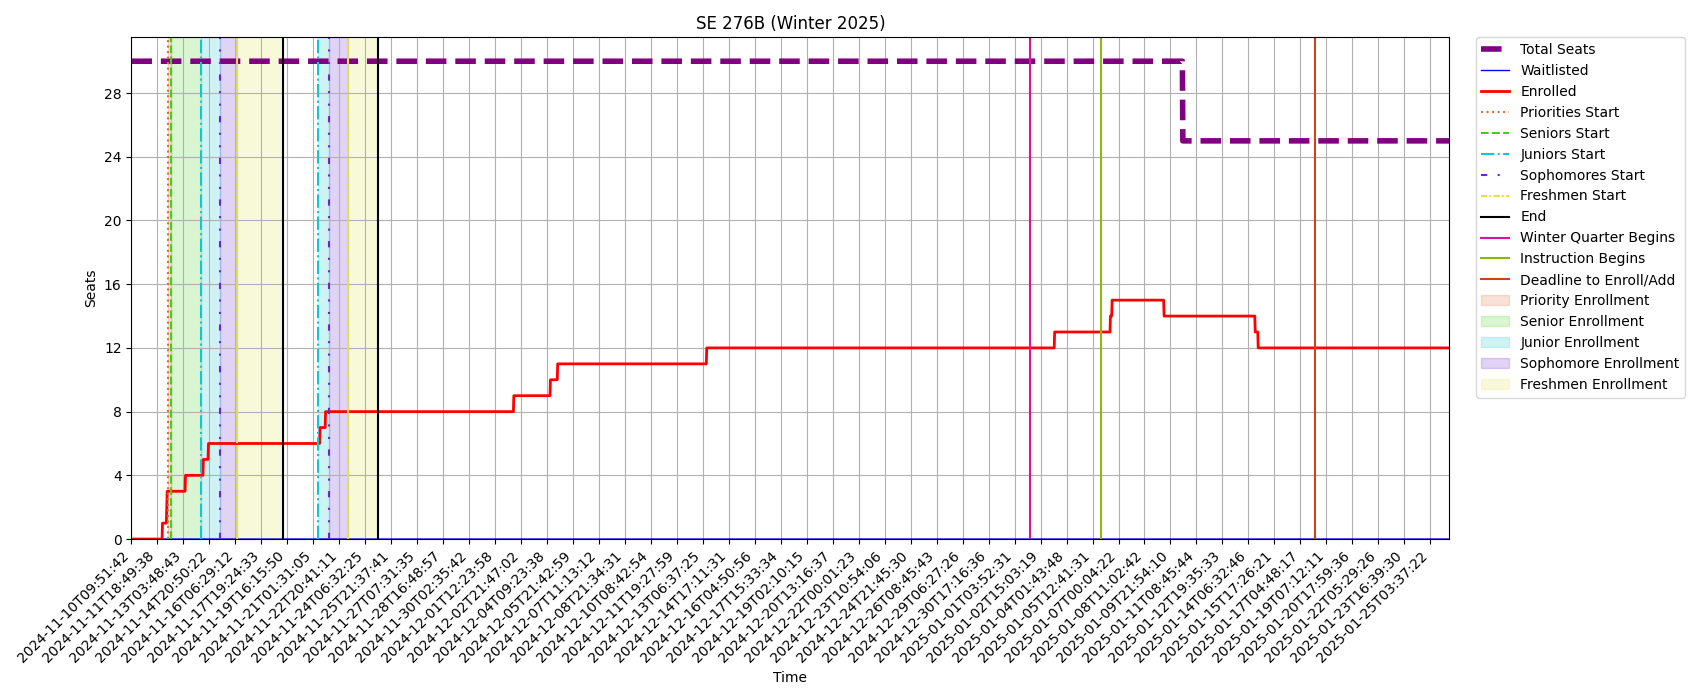 SE 276B (Winter 2025)
Seats
28
24
20
16
12
8
4
0
2024-11-10T09:51:42
2024-11-11T18:49:38
2024-11-13T03:48:43
2024-11-14T20:50:22
2024-11-16T06:29:12
2024-11-17T19:24:33
2024-11-19T16:15:50
2024-11-21T01:31:05
2024-11-22T20:41:11
2024-11-24T06:32:25
2024-11-25T21:37:41
2024-11-27T07:31:35
2024-11-28T16:48:57
2024-11-30T02:35:42
2024-12-01T12:23:58
2024-12-02T21:47:02
2024-12-04T09:23:38
2024-12-05T21:42:59
2024-12-07T11:13:12
2024-12-08T21:34:31
2024-12-10T08:42:54
2024-12-11T19:27:59
2024-12-13T06:37:25
2024-12-14T17:11:31
2024-12-16T04:50:56
2024-12-17T15:33:34
2024-12-19T02:10:15
2024-12-20T13:16:37
2024-12-22T00:01:23
2024-12-23T10:54:06
2024-12-24T21:45:30
2024-12-26T08:45:43
2024-12-29T06:27:26
2024-12-30T17:16:36
2025-01-01T03:52:31
2025-01-02T15:03:19
2025-01-04T01:43:48
2025-01-05T12:41:31
2025-01-07T00:04:22
2025-01-08T11:02:42
2025-01-09T21:54:10
2025-01-11T08:45:44
2025-01-12T19:35:33
2025-01-14T06:32:46
2025-01-15T17:26:21
2025-01-17T04:48:17
2025-01-19T07:12:11
2025-01-20T17:59:36
2025-01-22T05:29:26
2025-01-23T16:39:30
2025-01-25T03:37:22
Time
Total Seats
Waitlisted
Enrolled
Priorities Start
Seniors Start
Juniors Start
Sophomores Start
Freshmen Start
End
Winter Quarter Begins
Instruction Begins
Deadline to Enroll/Add
Priority Enrollment
Senior Enrollment
Junior Enrollment
Sophomore Enrollment
Freshmen Enrollment